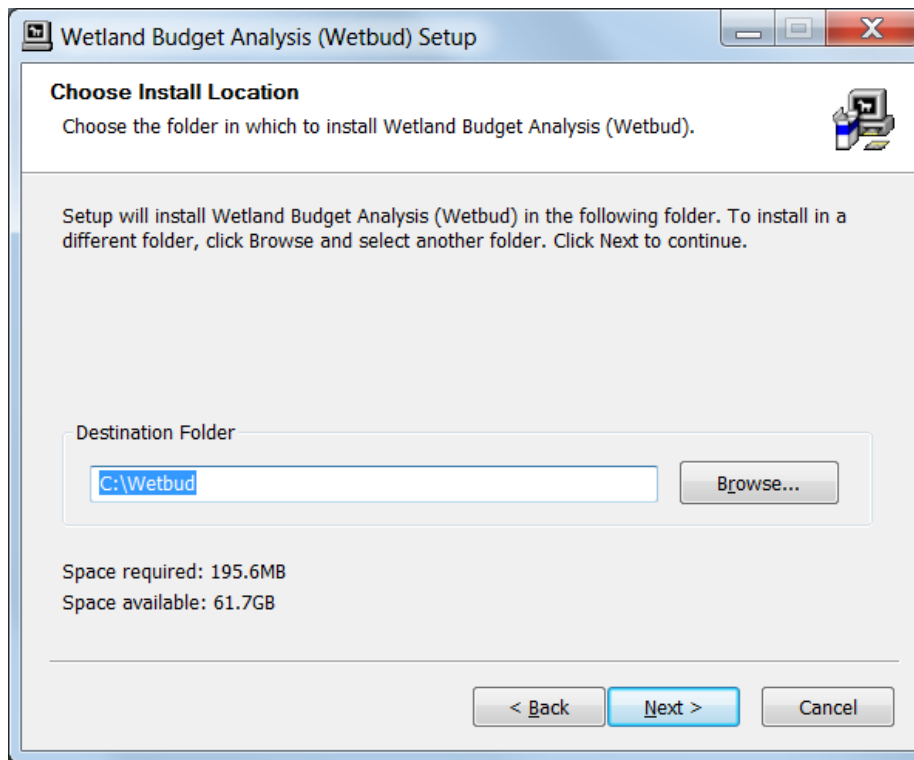 Wetland Budget Analysis (Wetbud) Setup
Choose Install Location
Choose the folder in which to install Wetland Budget Analysis (Wetbud).
Setup will install Wetland Budget Analysis (Wetbud) in the following folder. To install in a
different folder, click Browse and select another folder. Click Next to continue.
Destination Folder
C:\Wetbud
Browse...
Space required: 195.6MB
Space available: 61.7GB
< Back
Next >
Cancel